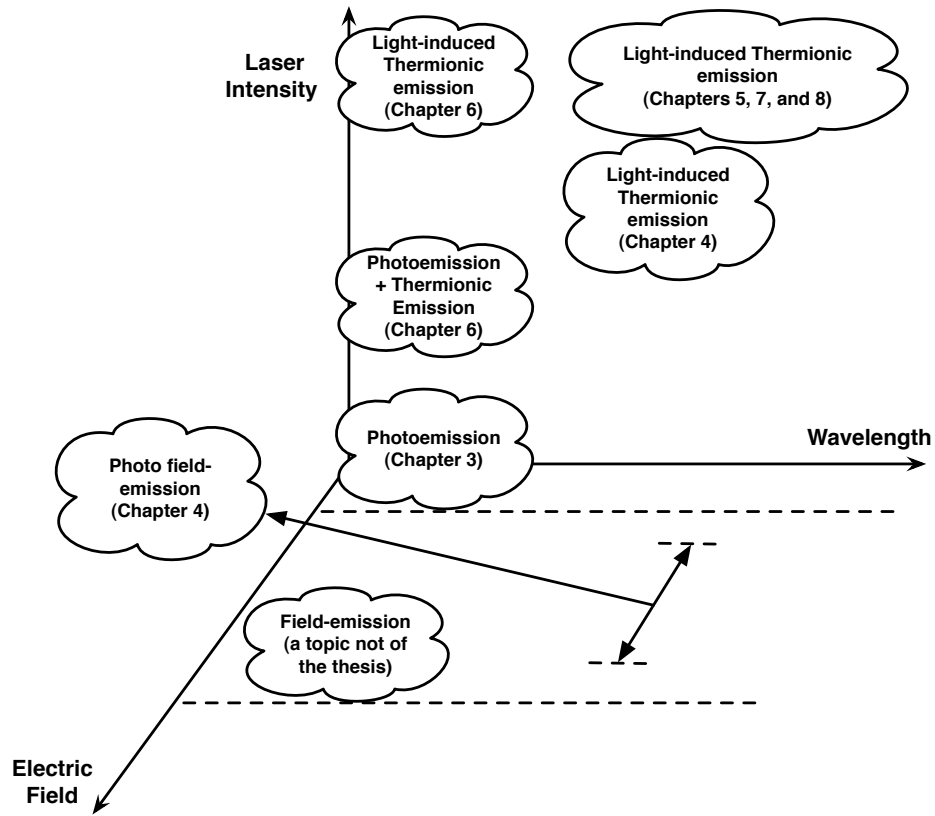 Laser
Intensity
Light-induced
Thermionic
emission
(Chapter 6)
Light-induced Thermionic
emission
(Chapters 5, 7, and 8)
Light-induced
Thermionic
emission
(Chapter 4)
Photoemission
+ Thermionic
Emission
(Chapter 6)
Photoemission
(Chapter 3)
Wavelength
Photo field-
emission
(Chapter 4)
Field-emission
(a topic not of
the thesis)
Electric
Field